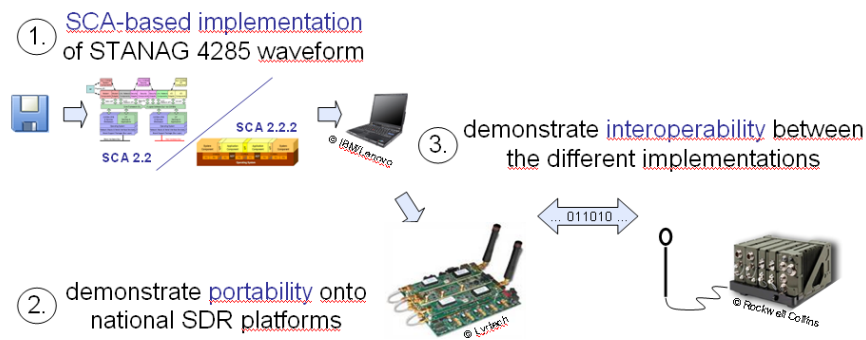 1.
SCA-based implementation
of STANAG 4285 waveform
SCA 2.2
SCA 2.2.2
© IBM/Lenovo
3.
demonstrate interoperability between
the different implementations
... 011010 ...
2.
demonstrate portability onto
national SDR platforms
© Lyrtech
© Rockwell Collins